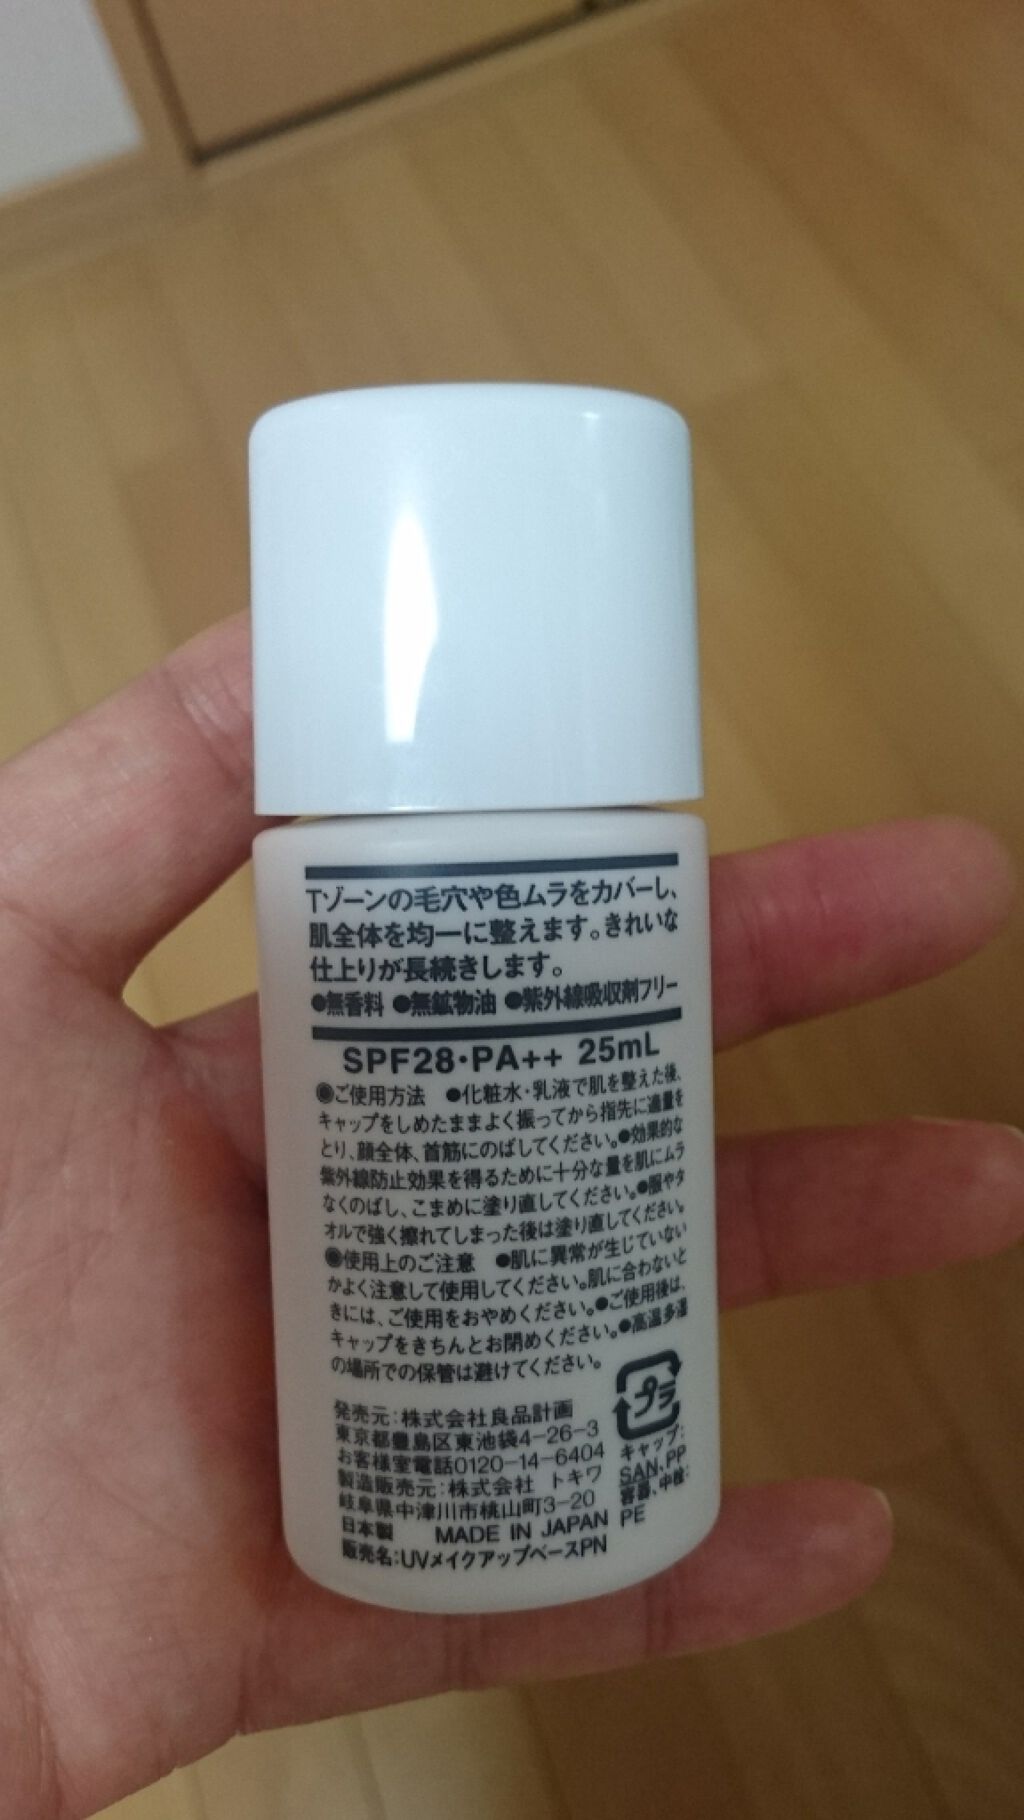 Tゾーンの毛穴や色ムラをカバーし、
肌全体を均一に整えます。きれいな
仕上りが長続きします。
●無香料 ●無鉱物油 ●紫外線吸収剤フリー
SPF28・PA++ 25mL
◉ご使用方法 ●化粧水・乳液で肌を整えた後、
キャップをしめたままよく振ってから指先に適量を
とり、顔全体、首筋にのばしてください。●効果的な
紫外線防止効果を得るために十分な量を肌にムラ
なくのばし、こまめに塗り直してください。●服やタ
オルで強く擦れてしまった後は塗り直してください。
◉使用上のご注意 ●肌に異常が生じていない
かよく注意して使用してください。肌に合わないと
きには、ご使用をおやめください。●ご使用後は、
キャップをきちんとお閉めください。●高温多湿
の場所での保管は避けてください。
発売元:株式会社良品計画
東京都豊島区東池袋4-26-3
お客様室電話0120-14-6404
製造販売元:株式会社 トキワ
岐阜県中津川市桃山町3-20
日本製 MADE IN JAPAN
販売名:UVメイクアップベースPN
プラ
キャップ:
SAN、PP
容器、中栓:
PE